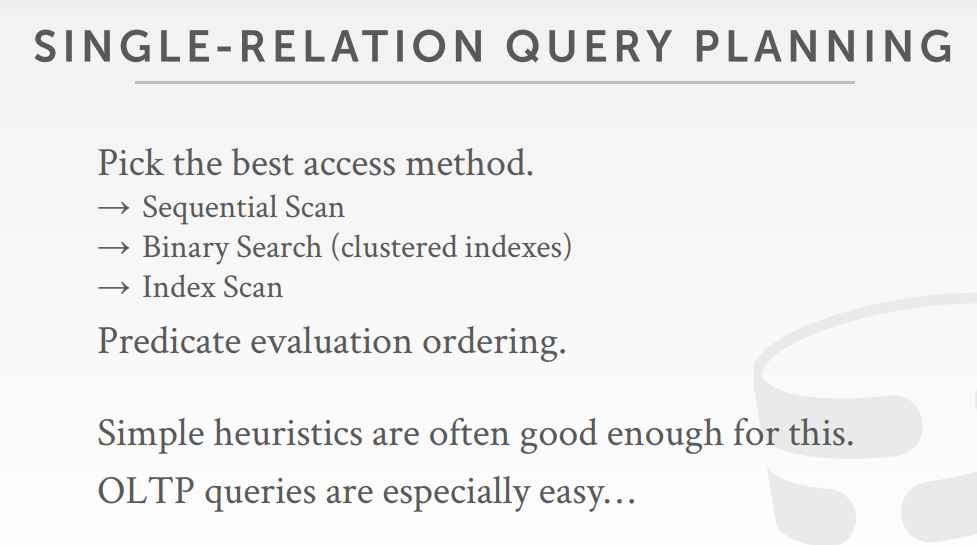 SINGLE-RELATION QUERY PLANNING
Pick the best access method.
→ Sequential Scan
→ Binary Search (clustered indexes)
→ Index Scan
Predicate evaluation ordering.
Simple heuristics are often good enough for this.
OLTP queries are especially easy…